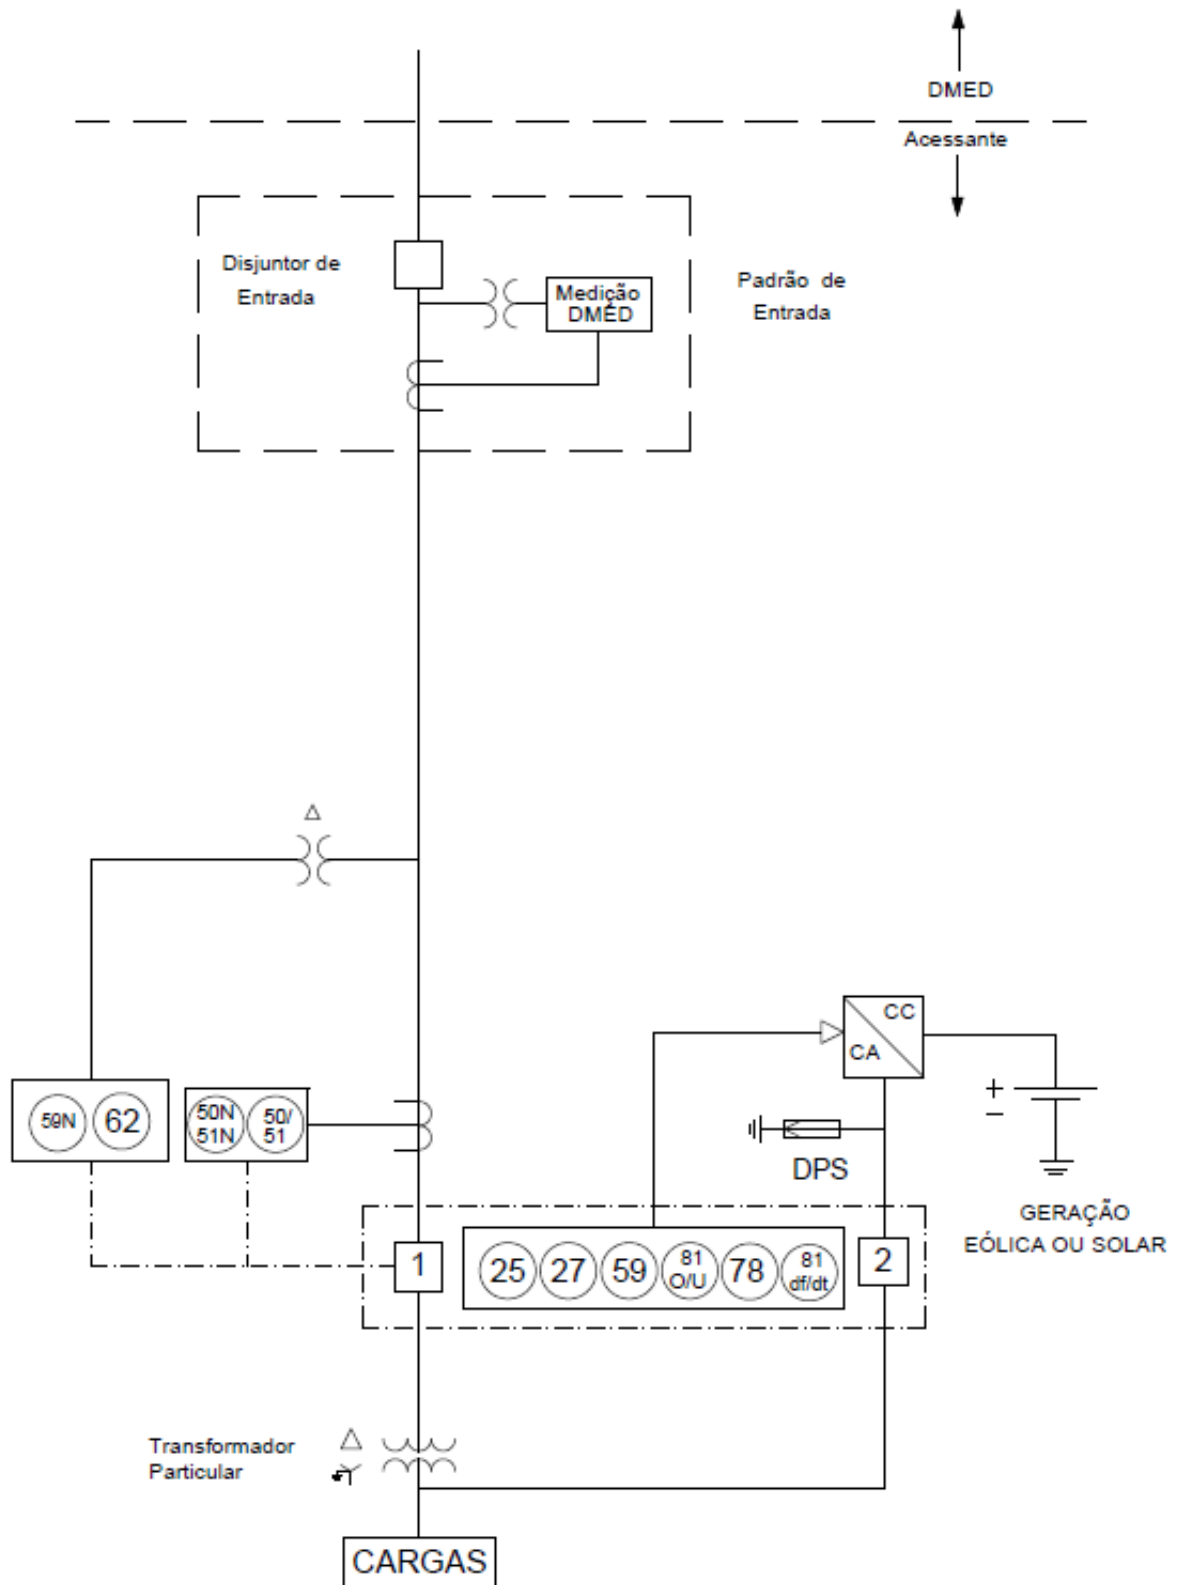 DMED
Acessante
Disjuntor de
Entrada
Medição
DMED
Padrão de
Entrada
Δ
CC
CA
59N
62
50N
51N
50/
51
+
−
DPS
GERAÇÃO
EÓLICA OU SOLAR
1
25
27
59
81
O/U
78
81
df/dt
2
Transformador
Particular
Δ
CARGAS